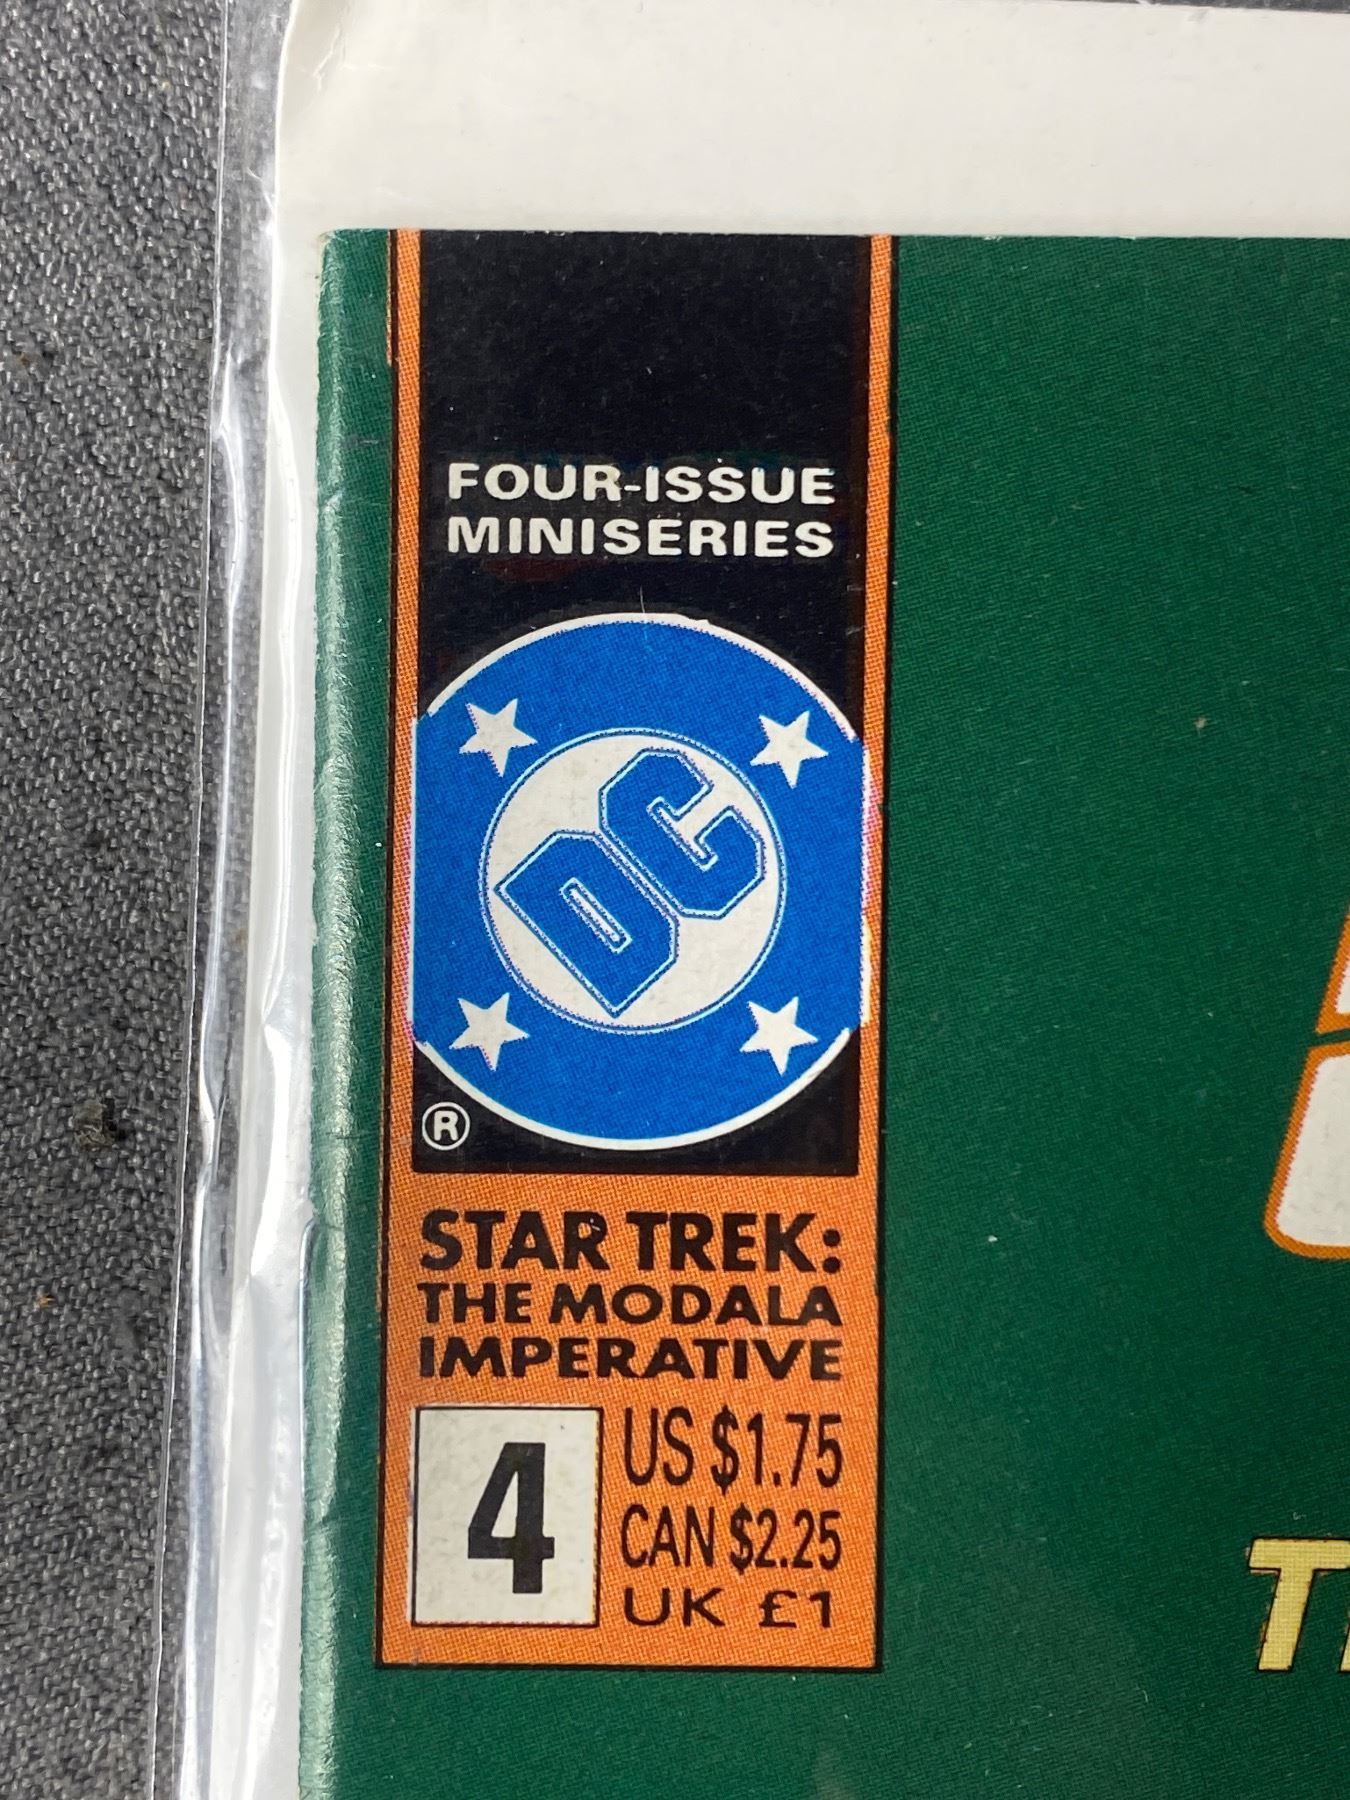 FOUR-ISSUE
MINISERIES
DC
®
STAR TREK:
THE MODALA
IMPERATIVE
4
US $1.75
CAN $2.25
UK £1